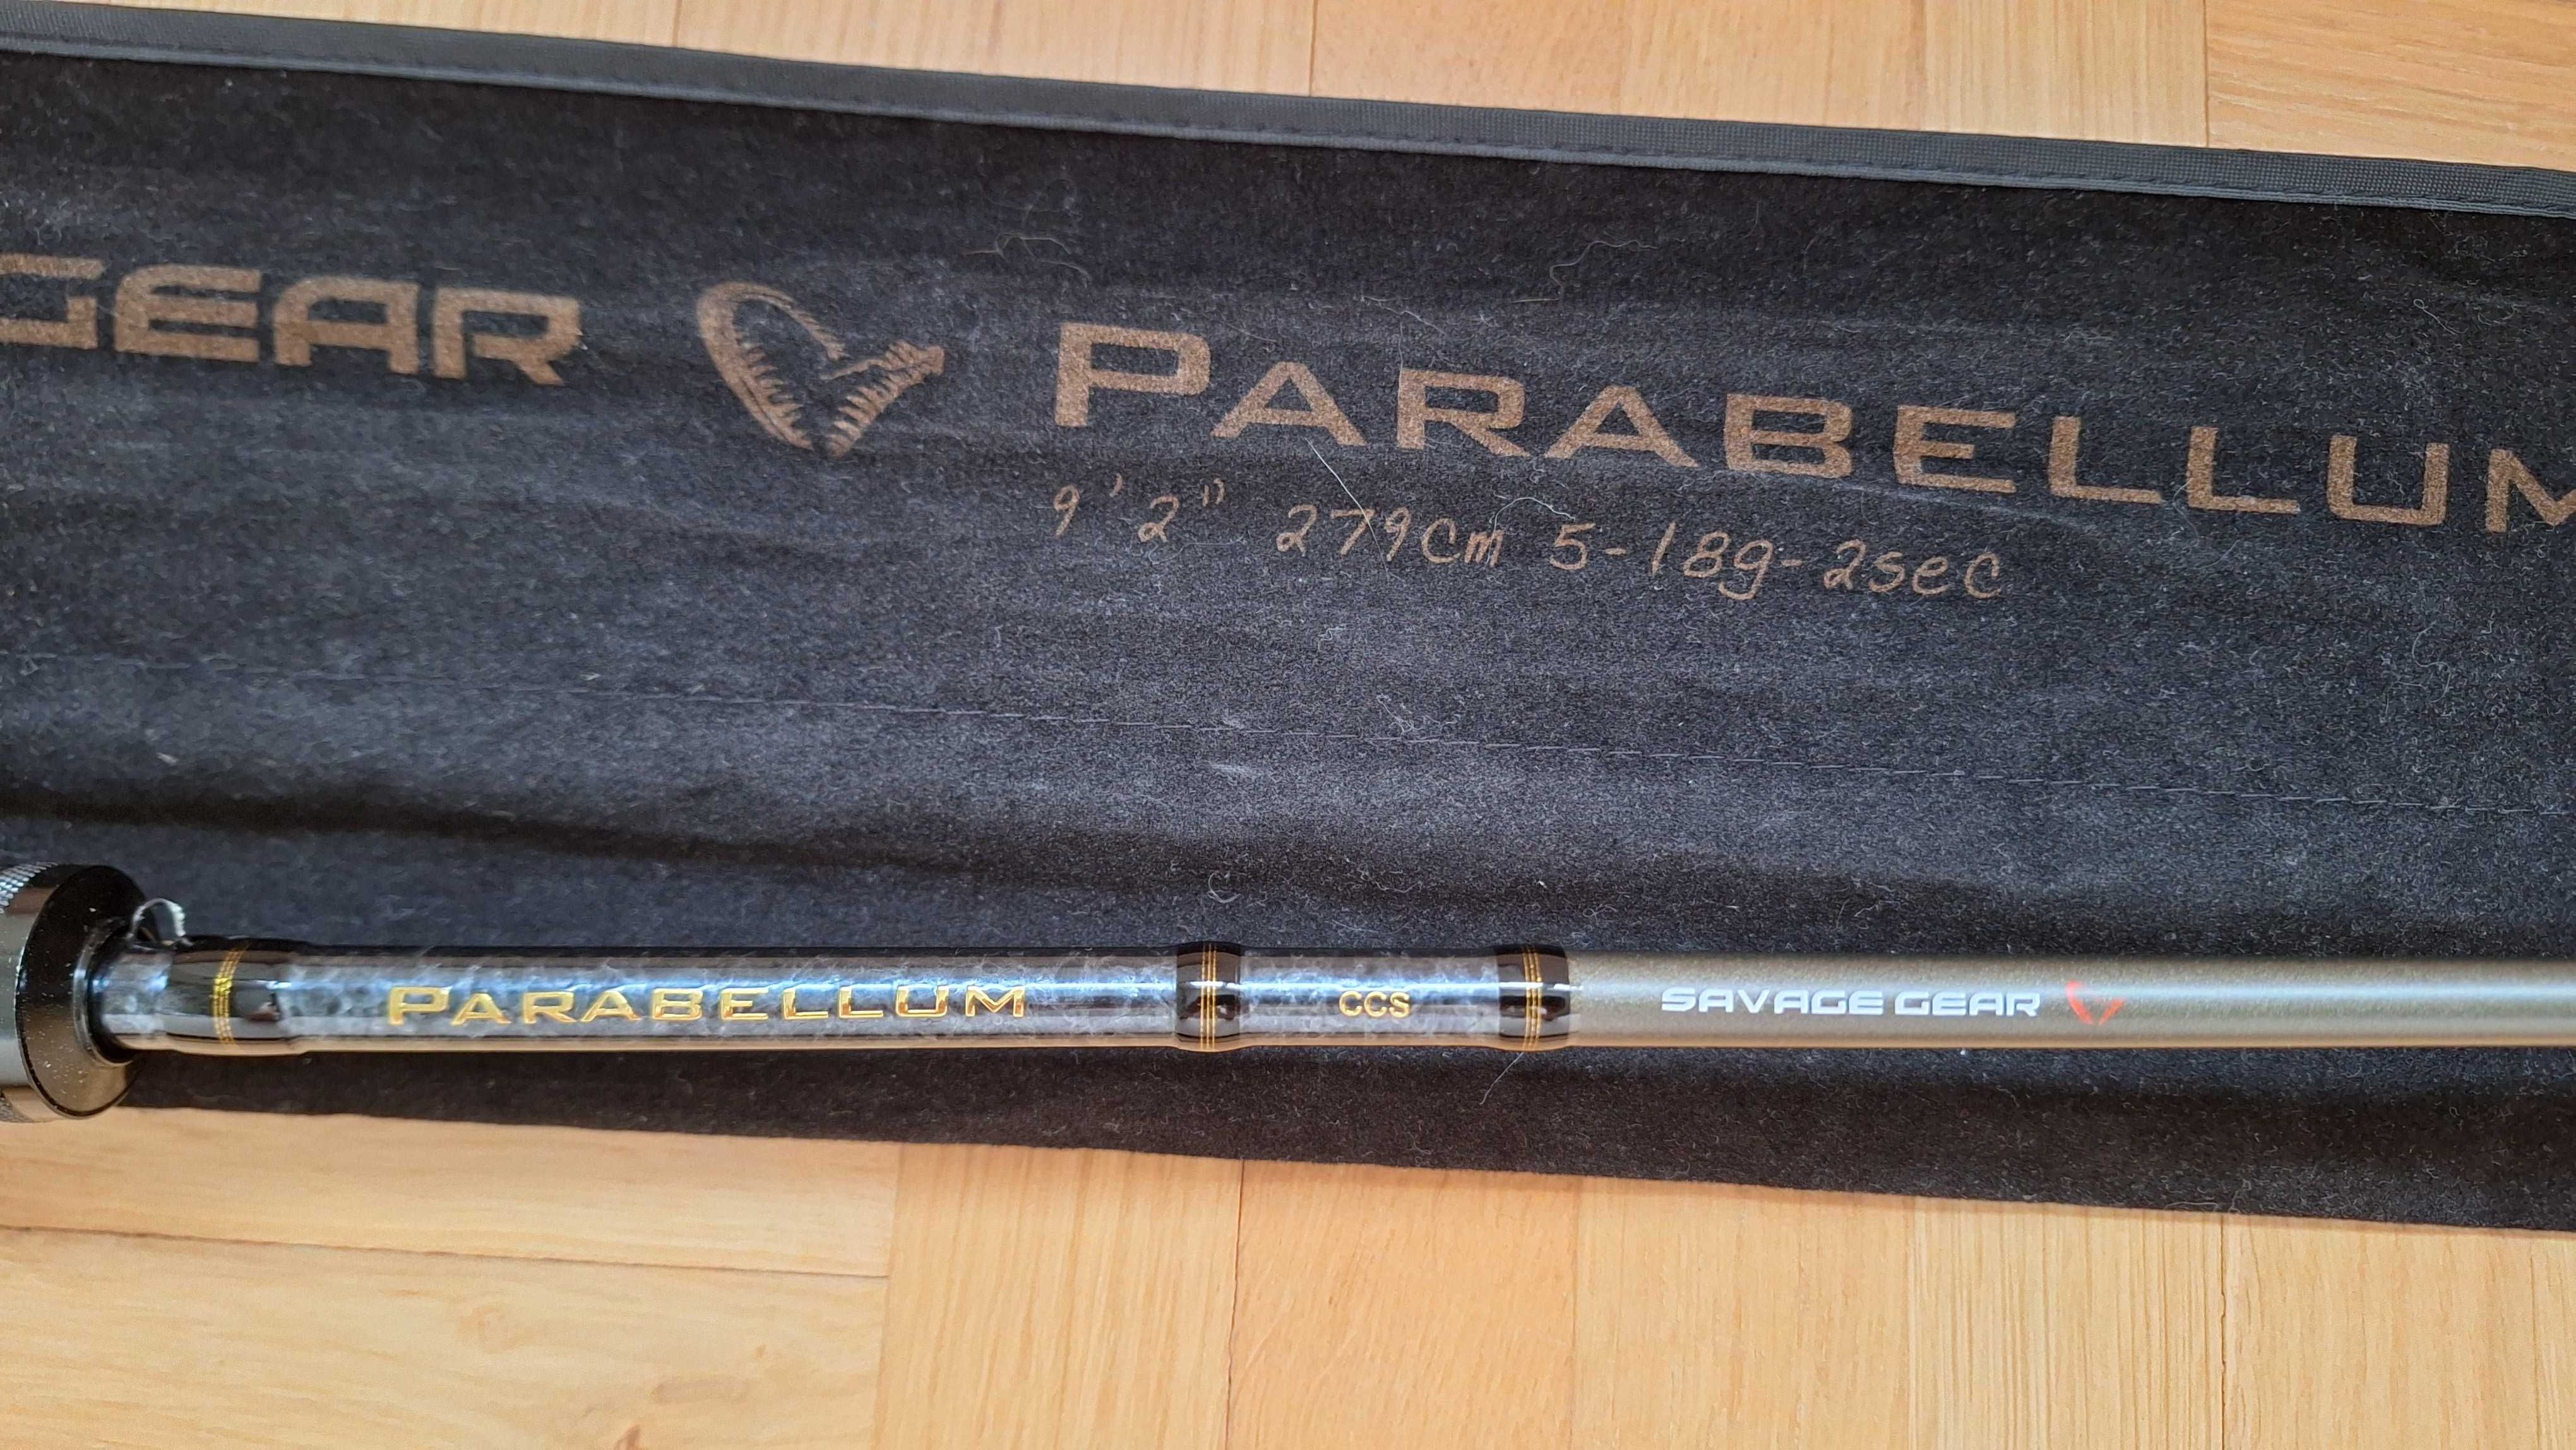 GEAR PARABELLUM
9'2" 279cm 5-18g-2sec
PARABELLUM CCS SAVAGE GEAR